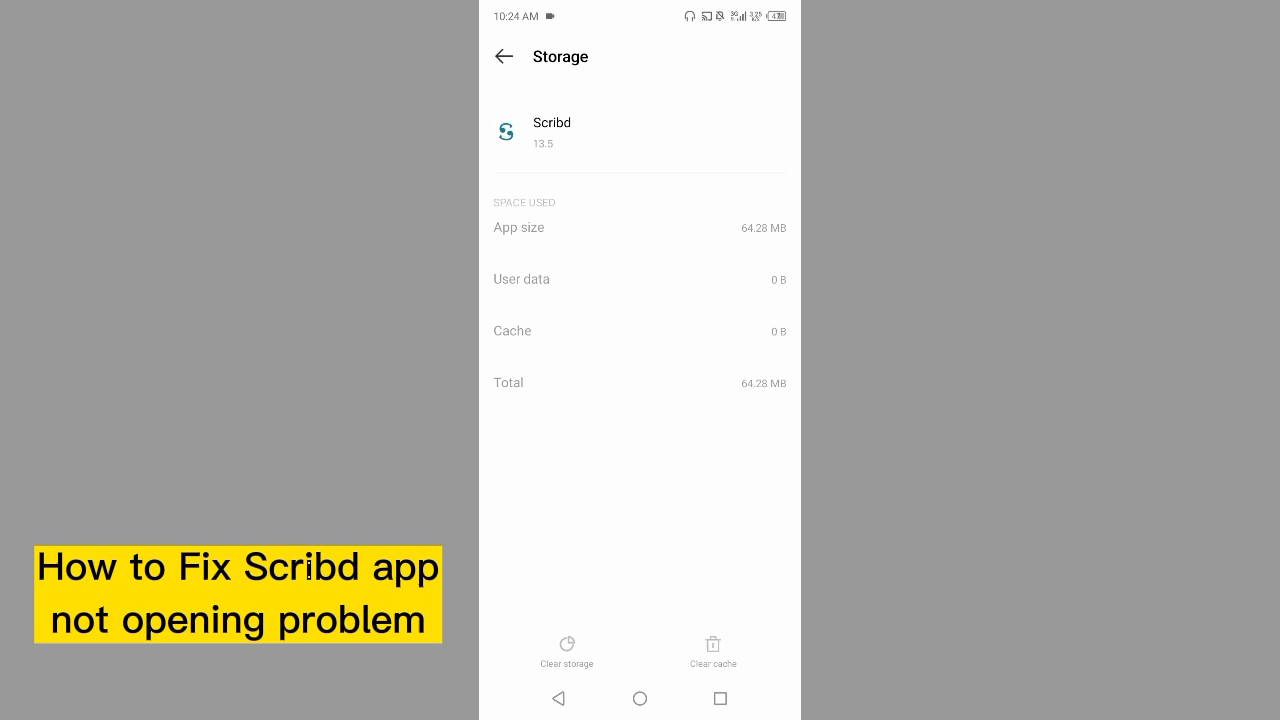 10:24 AM
Storage
Scribd
13.5
SPACE USED
App size 64.28 MB
User data 0 B
Cache 0 B
Total 64.28 MB
How to Fix Scribd app
not opening problem
Clear storage Clear cache